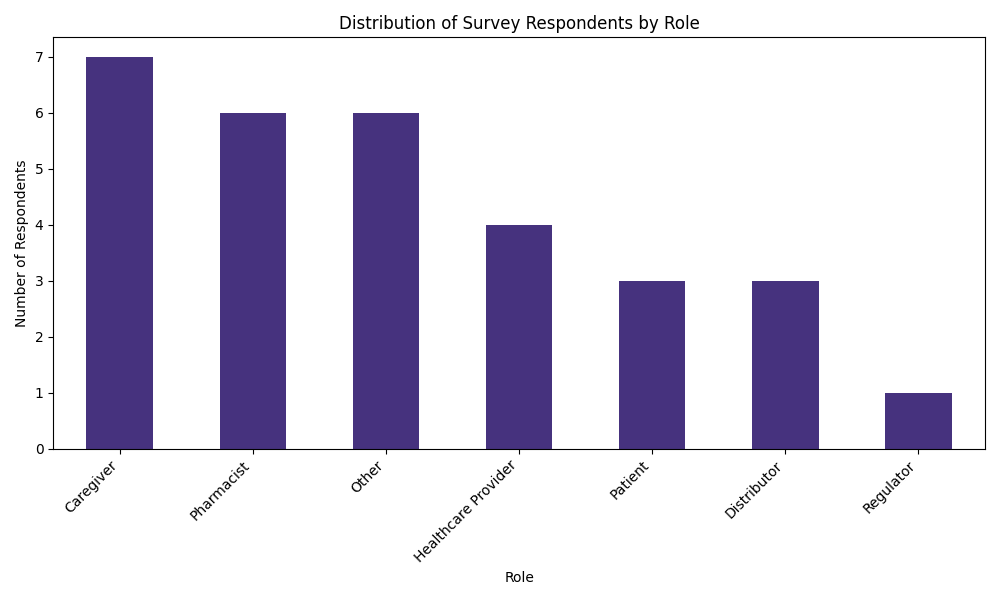 Distribution of Survey Respondents by Role
Number of Respondents
7
6
5
4
3
2
1
0
Caregiver
Pharmacist
Other
Healthcare Provider
Patient
Distributor
Regulator
Role